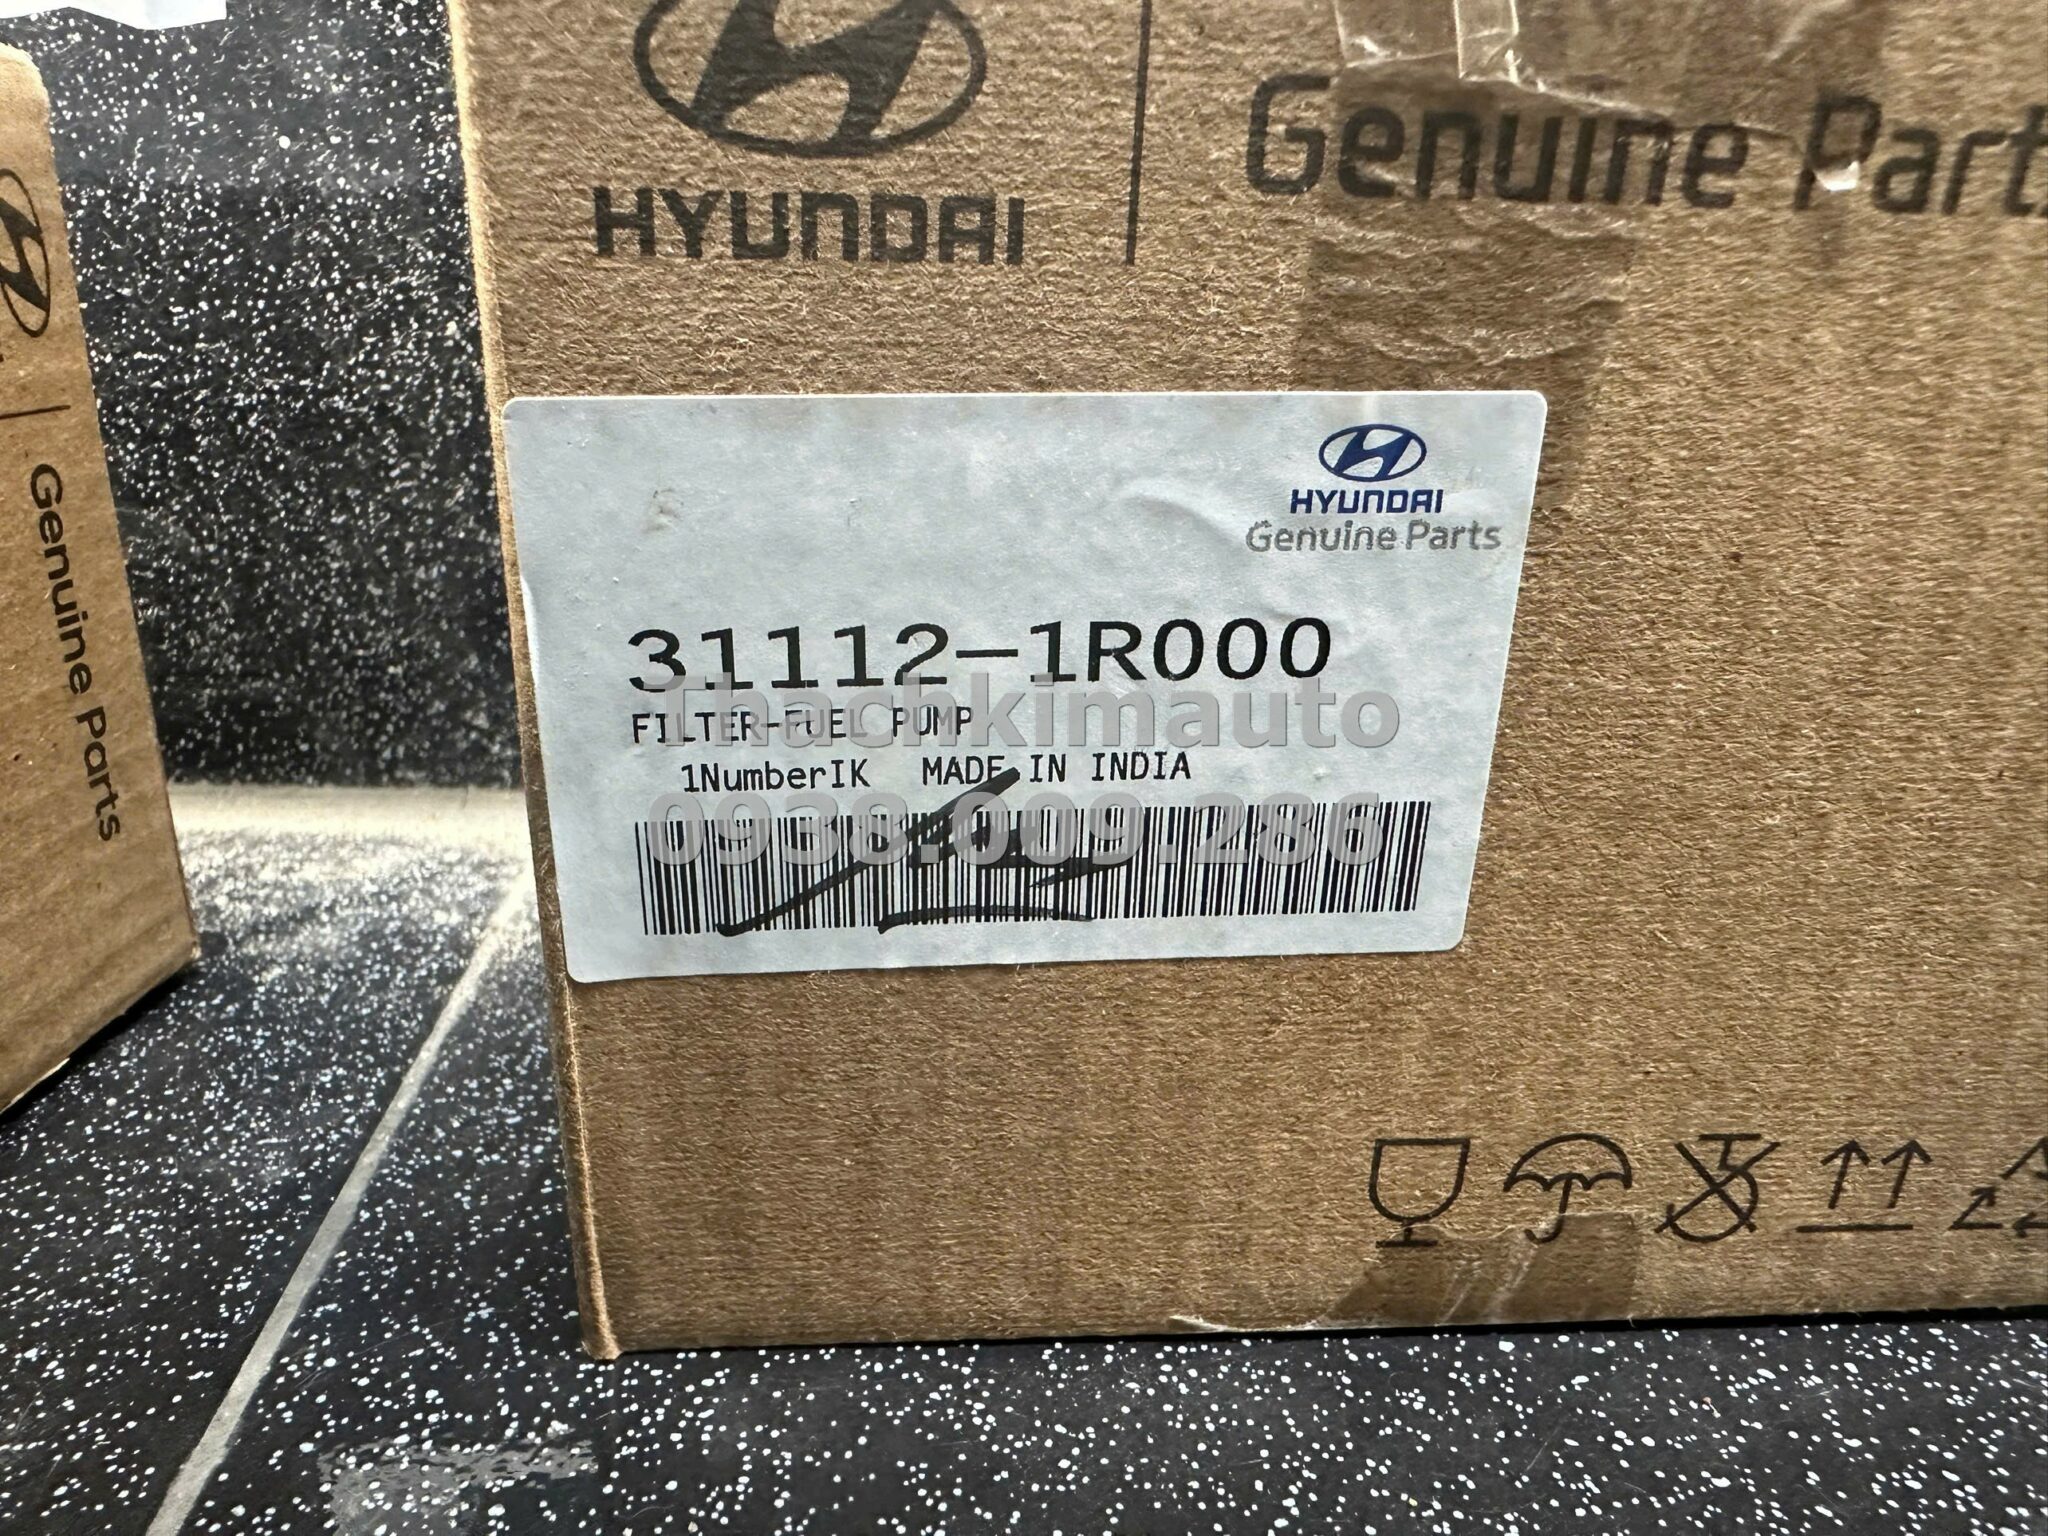 HYUNDAI
Genuine Parts
Genuine Parts
HYUNDAI
Genuine Parts
31112-1R000
Thachkimauto
FILTER-FUEL PUMP
1NumberIK MADE IN INDIA
0938.009.286